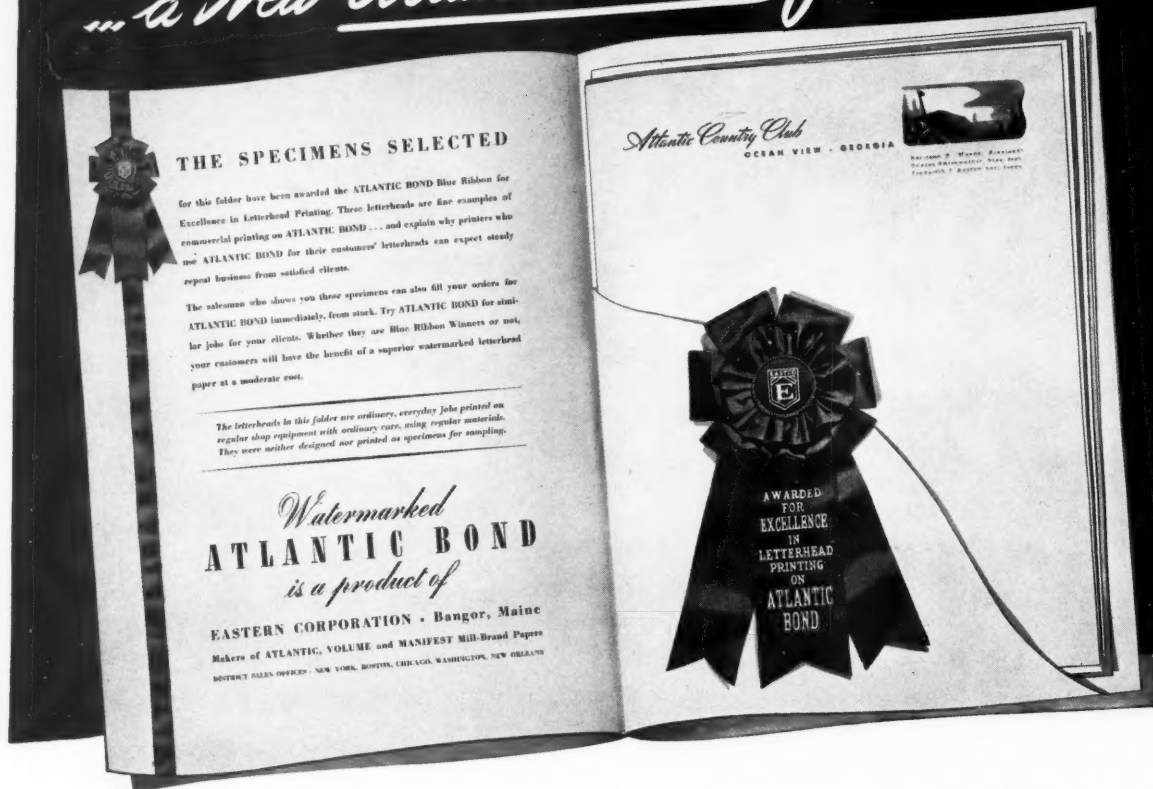 ... a New
THE SPECIMENS SELECTED
for this folder have been awarded the ATLANTIC BOND Blue Ribbon for
Excellence in Letterhead Printing. These letterheads are fine examples of
commercial printing on ATLANTIC BOND . . . and explain why printers who
use ATLANTIC BOND for their customers' letterheads can expect steady
repeat business from satisfied clients.
The salesman who shows you these specimens can also fill your orders for
ATLANTIC BOND immediately, from stock. Try ATLANTIC BOND for simi-
lar jobs for your clients. Whether they are Blue Ribbon Winners or not,
your customers will have the benefit of a superior watermarked letterhead
paper at a moderate cost.
The letterheads in this folder are ordinary, everyday jobs printed on
regular shop equipment with ordinary care, using regular materials.
They were neither designed nor printed as specimens for sampling.
Watermarked
ATLANTIC BOND
is a product of
EASTERN CORPORATION • Bangor, Maine
Makers of ATLANTIC, VOLUME and MANIFEST Mill-Brand Papers
DISTRICT SALES OFFICES - NEW YORK, BOSTON, CHICAGO, WASHINGTON, NEW ORLEANS
Atlantic Country Club
OCEAN VIEW - GEORGIA
EASTCO
E
AWARDED
FOR
EXCELLENCE
IN
LETTERHEAD
PRINTING
ON
ATLANTIC
BOND